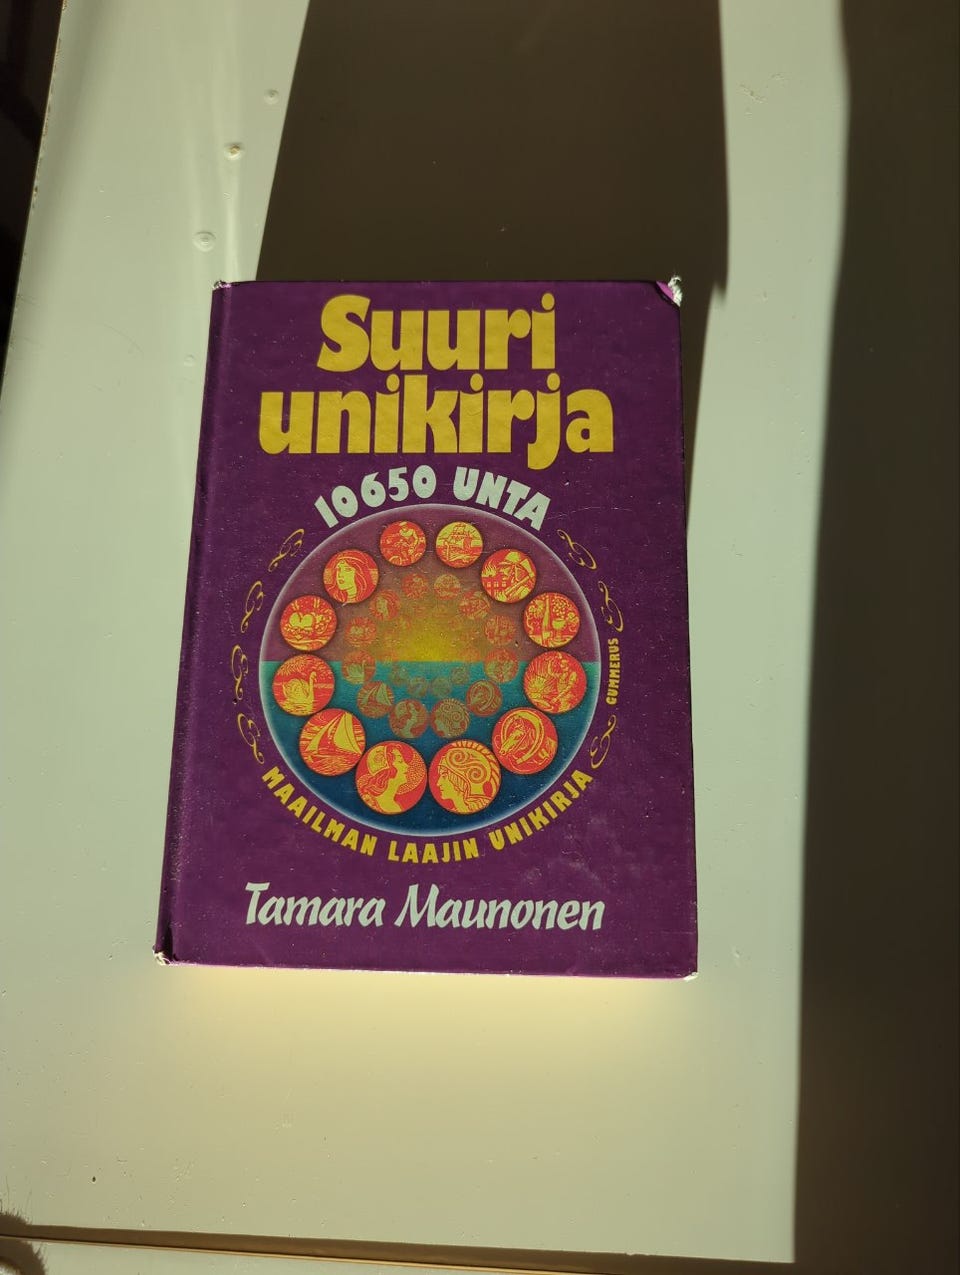 Suuri
unikirja
10650 UNTA
GUMMERUS
MAAILMAN LAAJIN UNIKIRJA
Tamara Maunonen